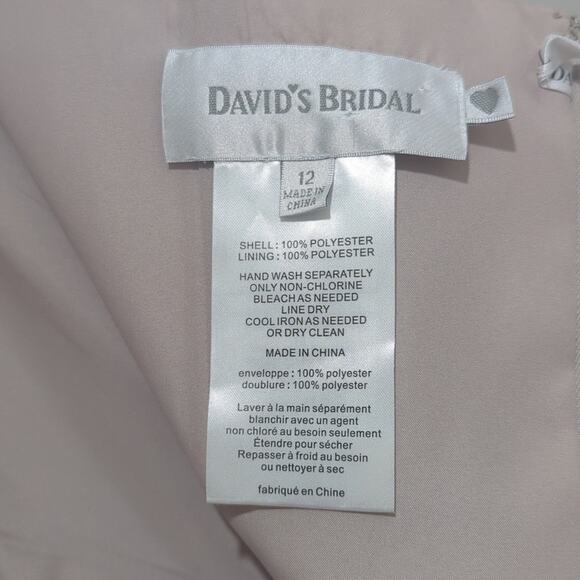 DAVID'S BRIDAL
12
MADE IN
CHINA
SHELL : 100% POLYESTER
LINING : 100% POLYESTER
HAND WASH SEPARATELY
ONLY NON-CHLORINE
BLEACH AS NEEDED
LINE DRY
COOL IRON AS NEEDED
OR DRY CLEAN
MADE IN CHINA
enveloppe : 100% polyester
doublure : 100% polyester
Laver à la main séparément
blanchir avec un agent
non chloré au besoin seulement
Étendre pour sécher
Repasser à froid au besoin
ou nettoyer à sec
fabriqué en Chine